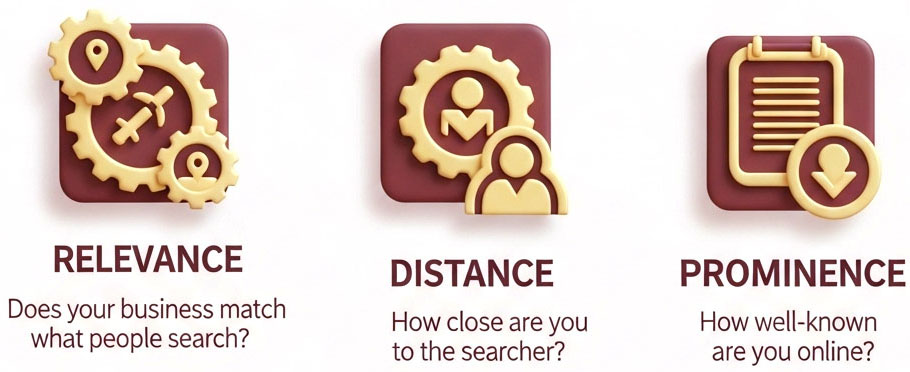 RELEVANCE
Does your business match
what people search?
DISTANCE
How close are you
to the searcher?
PROMINENCE
How well-known
are you online?